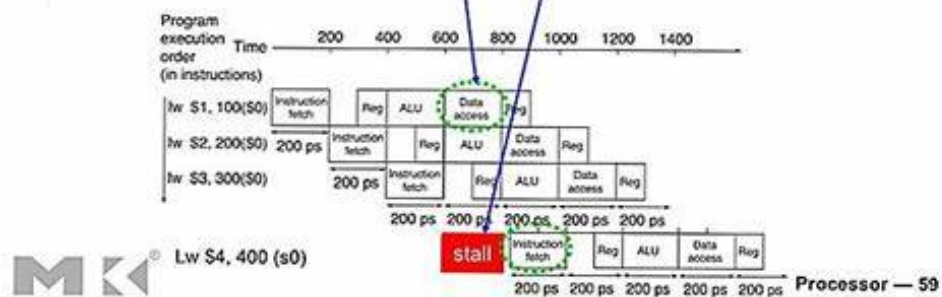 Program
execution
order
(in instructions)
Time
200 400 600 800 1000 1200 1400
lw $1, 100($0) Instruction fetch Reg ALU Data access Reg
200 ps
lw $2, 200($0) Instruction fetch Reg ALU Data access Reg
200 ps
lw $3, 300($0) Instruction fetch Reg ALU Data access Reg
200 ps 200 ps 200 ps 200 ps 200 ps
Lw $4, 400 (s0) stall Instruction fetch Reg ALU Data access Reg
200 ps 200 ps 200 ps 200 ps 200 ps
MK®
Processor — 59